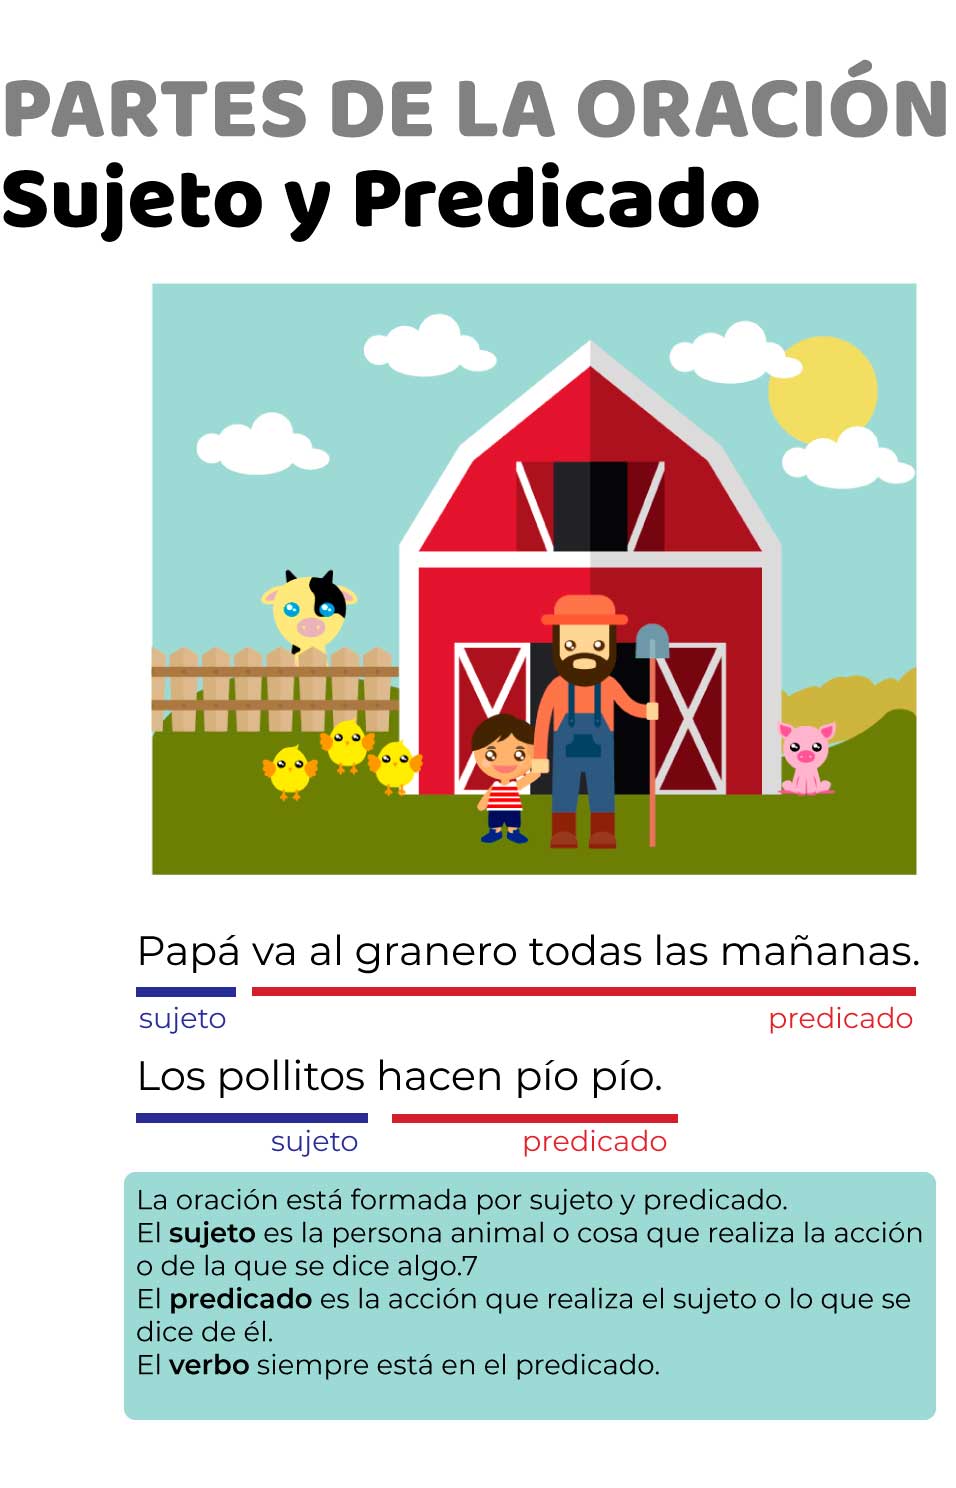 PARTES DE LA ORACIÓN
Sujeto y Predicado
Papá va al granero todas las mañanas.
sujeto predicado
Los pollitos hacen pío pío.
sujeto predicado
La oración está formada por sujeto y predicado.
El sujeto es la persona animal o cosa que realiza la acción
o de la que se dice algo.7
El predicado es la acción que realiza el sujeto o lo que se
dice de él.
El verbo siempre está en el predicado.